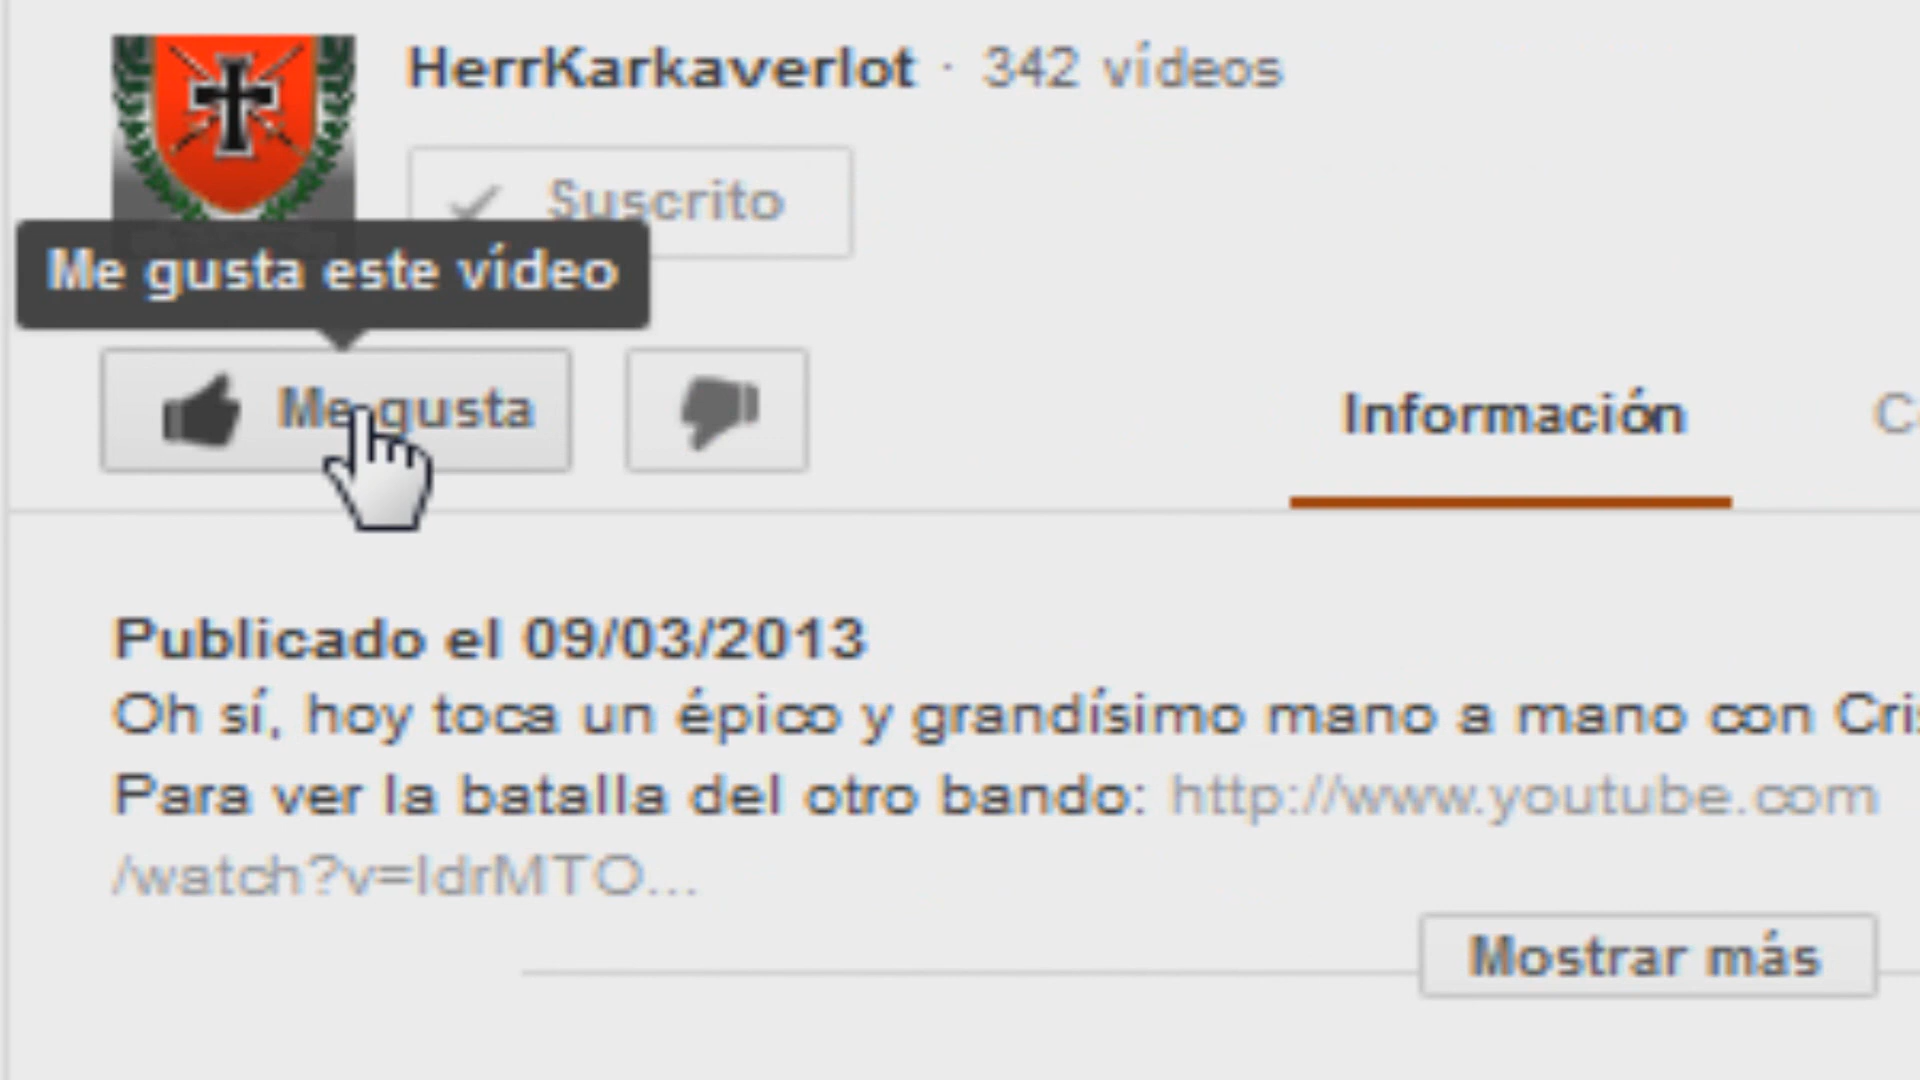 HerrKarkaverlot · 342 vídeos
Suscrito
Me gusta este vídeo
Me gusta
Información
Publicado el 09/03/2013
Oh sí, hoy toca un épico y grandísimo mano a mano con
Para ver la batalla del otro bando: http://www.youtube.com
/watch?v=IdrMTO...
Mostrar más